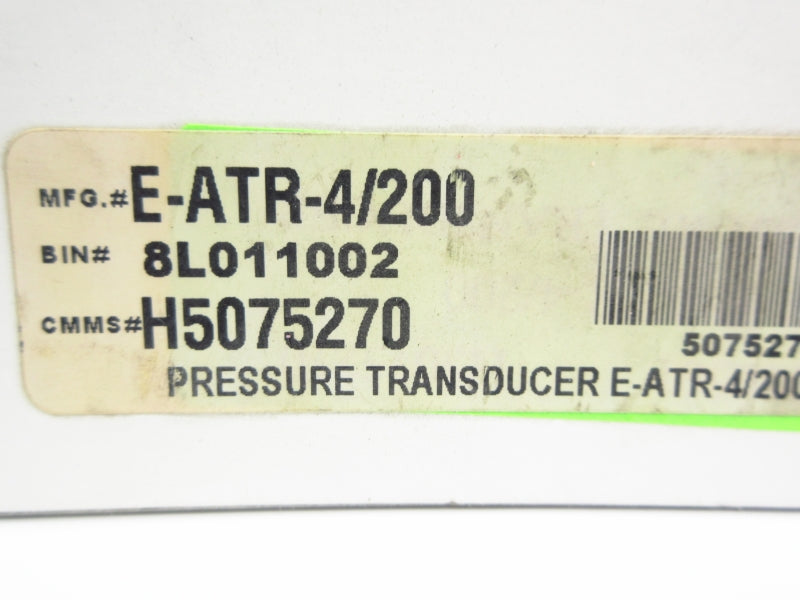 MFG.# E-ATR-4/200
BIN# 8L011002
CMMS# H5075270
507527
PRESSURE TRANSDUCER E-ATR-4/200